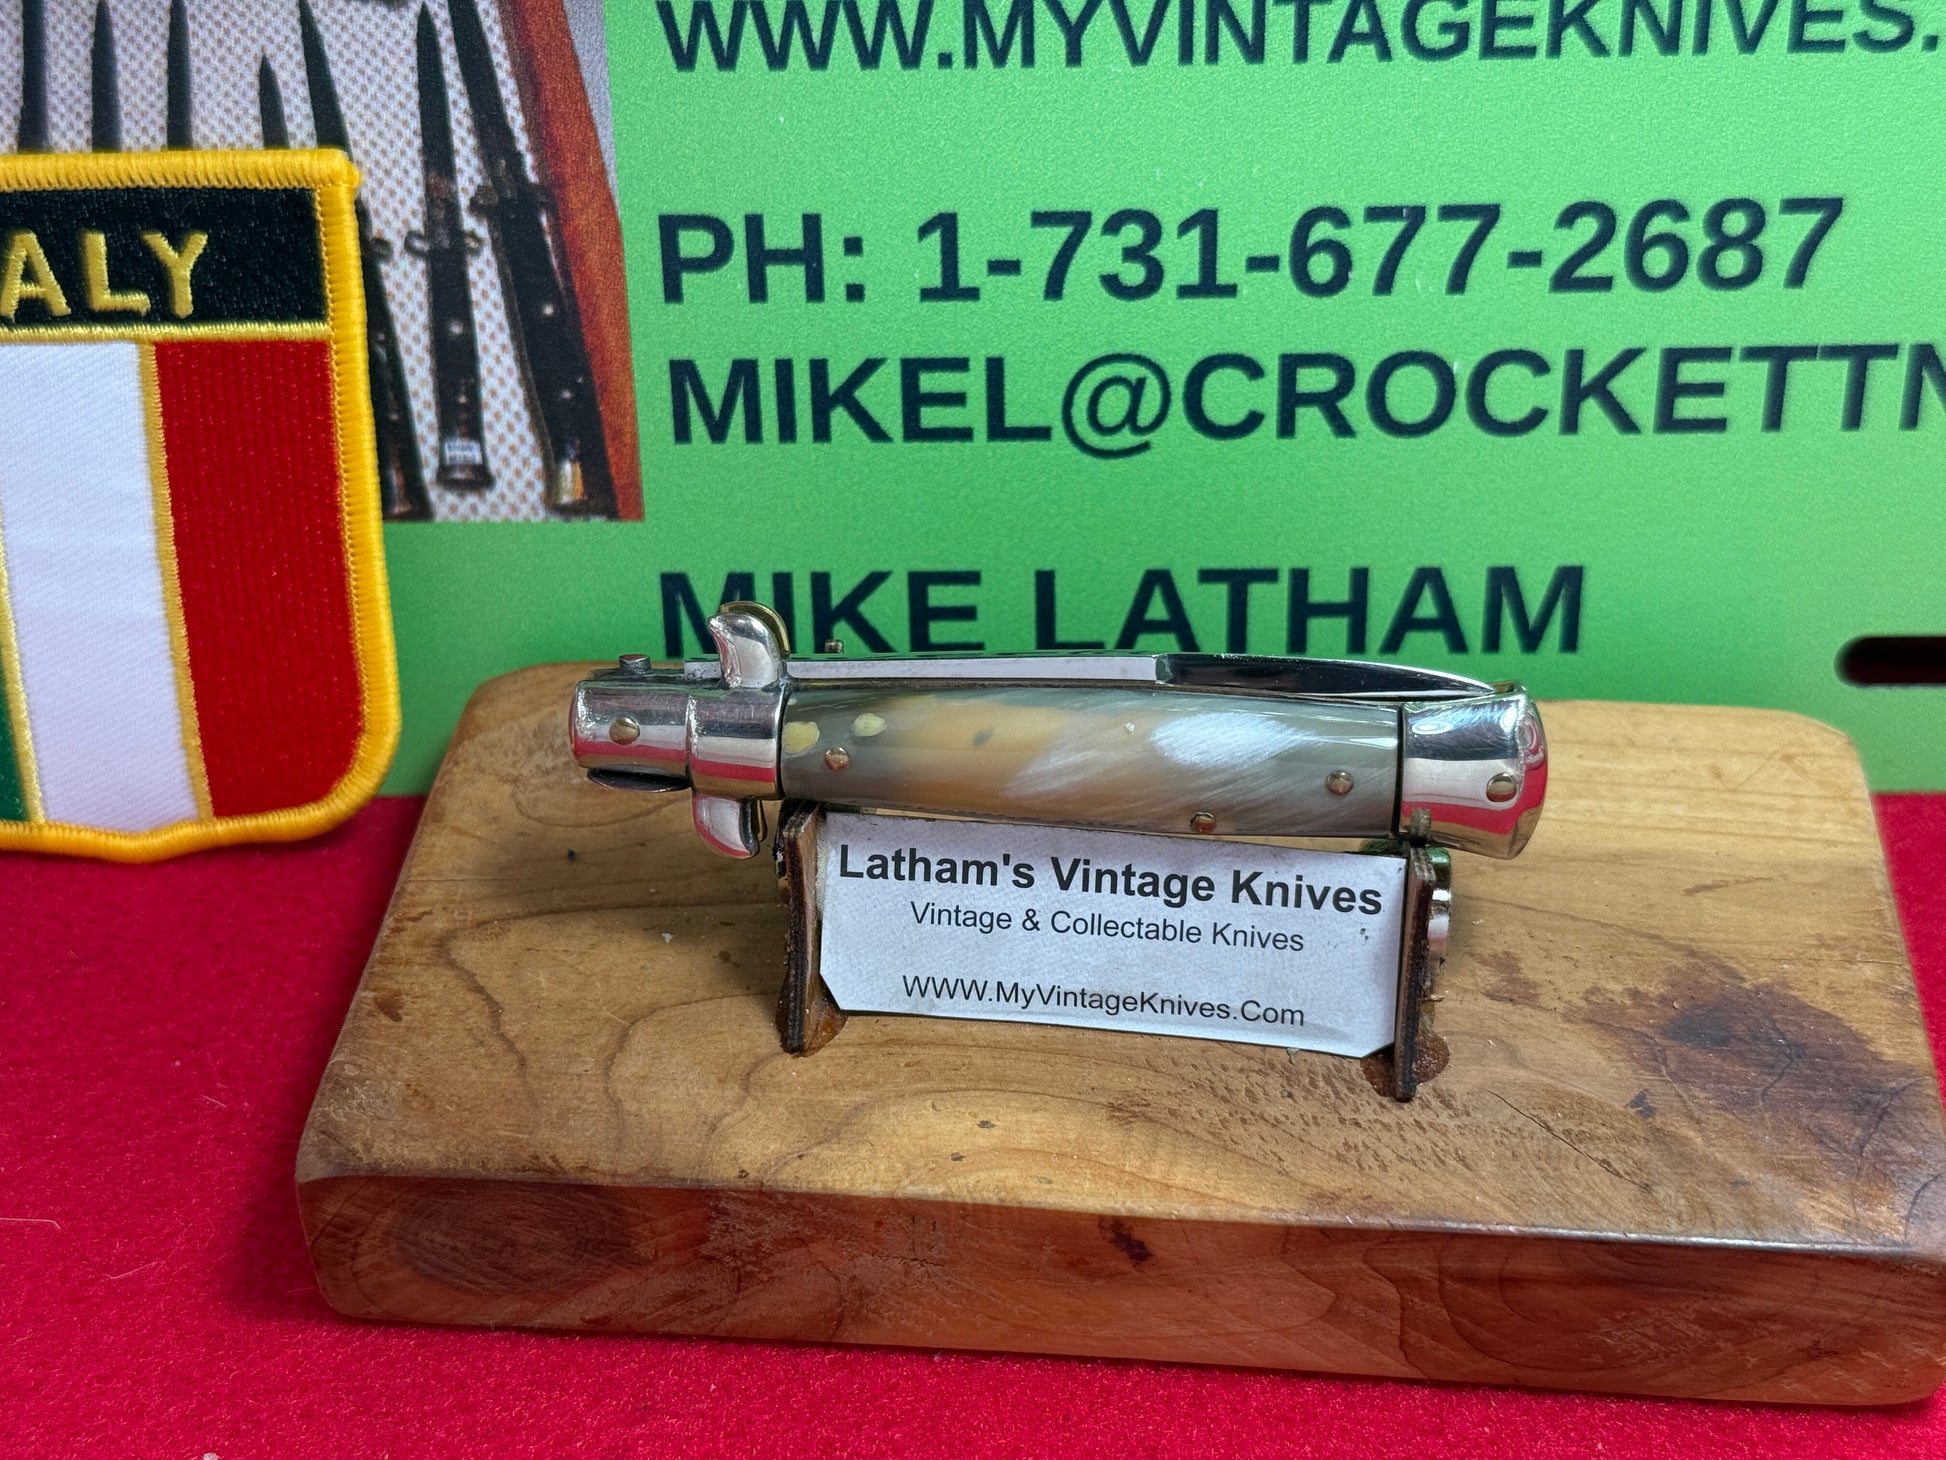 WWW.MYVINTAGEKNIVES.
ALY
PH: 1-731-677-2687
MIKEL@CROCKETTN
MIKE LATHAM
Latham's Vintage Knives
Vintage & Collectable Knives
WWW.MyVintageKnives.Com